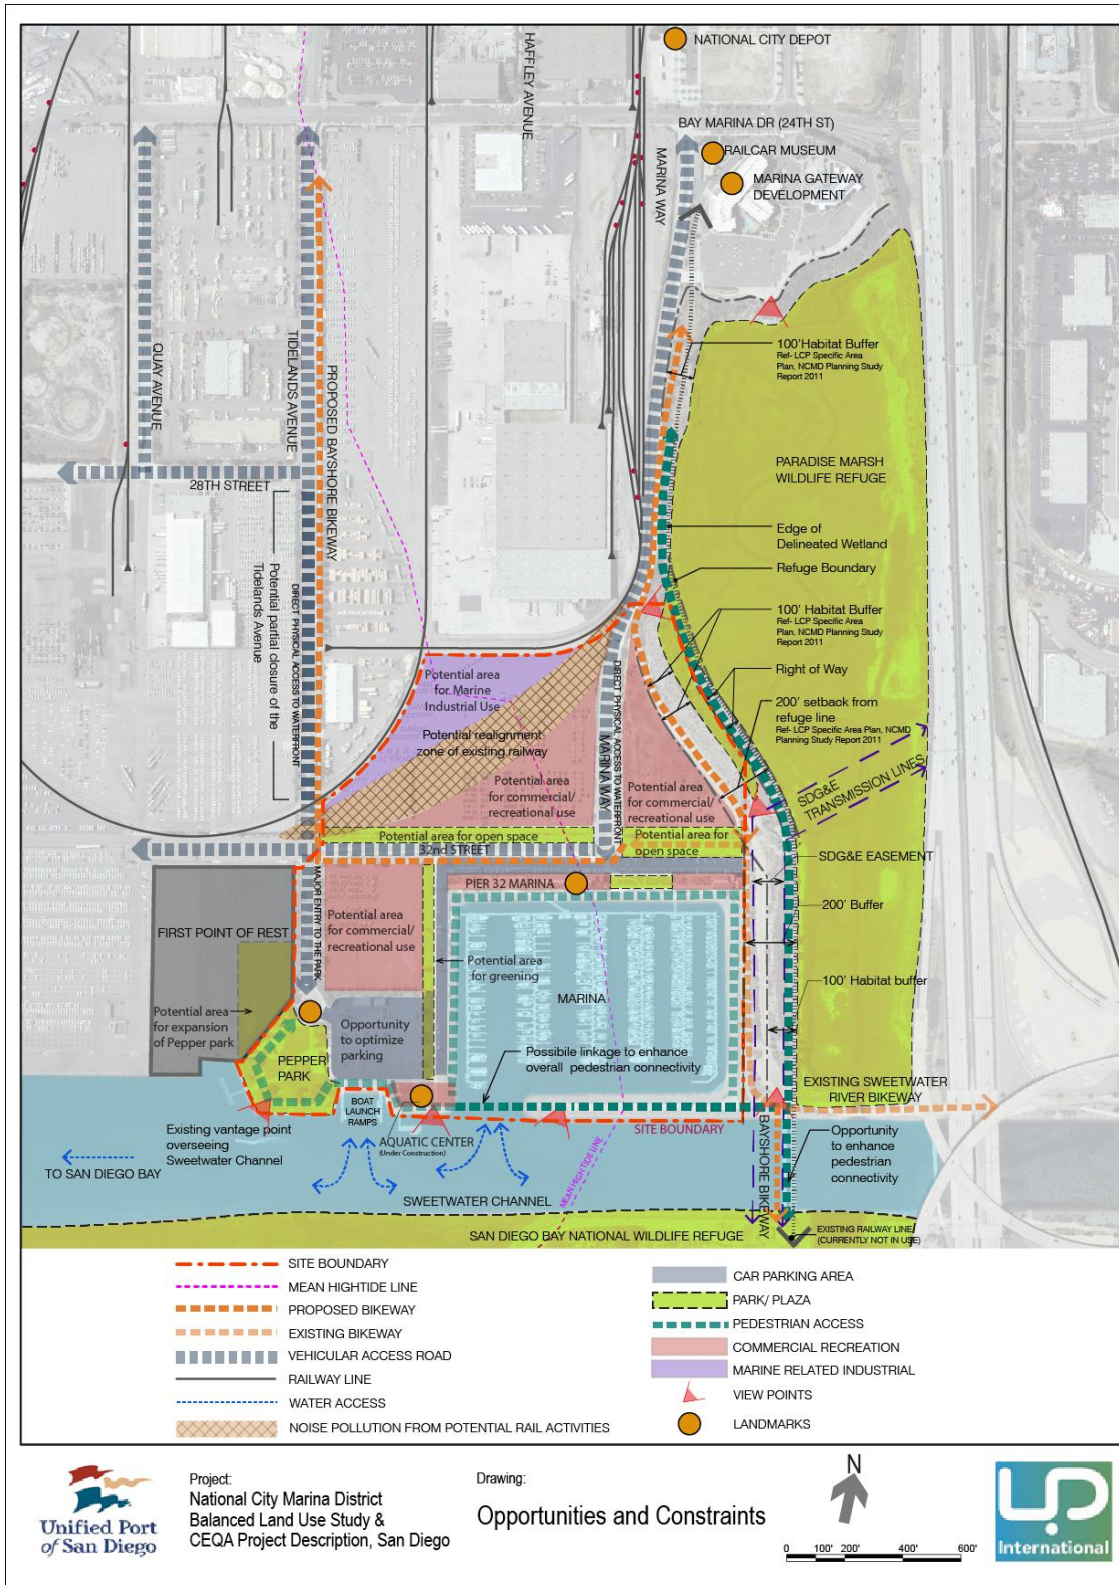 NATIONAL CITY DEPOT
HAFFLEY AVENUE
BAY MARINA DR (24TH ST)
RAILCAR MUSEUM
MARINA WAY
MARINA GATEWAY
DEVELOPMENT
100'Habitat Buffer
Ref- LCP Specific Area
Plan, NCMD Planning Study
Report 2011
QUAY AVENUE
TIDELANDS AVENUE
PROPOSED BAYSHORE BIKEWAY
PARADISE MARSH
WILDLIFE REFUGE
28TH STREET
Edge of
Delineated Wetland
Refuge Boundary
Potential partial closure of the
Tidelands Avenue
DIRECT PHYSICAL ACCESS TO WATERFRONT
100' Habitat Buffer
Ref- LCP Specific Area
Plan, NCMD Planning Study
Report 2011
Right of Way
Potential area
for Marine
Industrial Use
DIRECT PHYSICAL ACCESS TO WATERFRONT
MARINA WAY
200' setback from
refuge line
Ref- LCP Specific Area Plan, NCMD
Planning Study Report 2011
Potential realignment
zone of existing railway
SDG&E
TRANSMISSION LINES
Potential area
for commercial/
recreational use
Potential area
for commercial/
recreational use
Potential area for open space
Potential area for
open space
32nd STREET
SDG&E EASEMENT
MAJOR ENTRY TO THE PARK
PIER 32 MARINA
200' Buffer
Potential area
for commercial/
recreational use
FIRST POINT OF REST
Potential area
for greening
100' Habitat buffer
MARINA
Potential area
for expansion
of Pepper park
Opportunity
to optimize
parking
PEPPER
PARK
Possibile linkage to enhance
overall pedestrian connectivity
EXISTING SWEETWATER
RIVER BIKEWAY
BOAT
LAUNCH
RAMPS
Existing vantage point
overseeing
Sweetwater Channel
AQUATIC CENTER
(Under Construction)
SITE BOUNDARY
BAYSHORE BIKEWAY
Opportunity
to enhance
pedestrian
connectivity
MEAN HIGHTIDE LINE
TO SAN DIEGO BAY
SWEETWATER CHANNEL
SAN DIEGO BAY NATIONAL WILDLIFE REFUGE
EXISTING RAILWAY LINE
(CURRENTLY NOT IN USE)
SITE BOUNDARY
MEAN HIGHTIDE LINE
PROPOSED BIKEWAY
EXISTING BIKEWAY
VEHICULAR ACCESS ROAD
RAILWAY LINE
WATER ACCESS
NOISE POLLUTION FROM POTENTIAL RAIL ACTIVITIES
CAR PARKING AREA
PARK/ PLAZA
PEDESTRIAN ACCESS
COMMERCIAL RECREATION
MARINE RELATED INDUSTRIAL
VIEW POINTS
LANDMARKS
Unified Port
of San Diego
Project:
National City Marina District
Balanced Land Use Study &
CEQA Project Description, San Diego
Drawing:
Opportunities and Constraints
N
0 100' 200' 400' 600'
UP
International